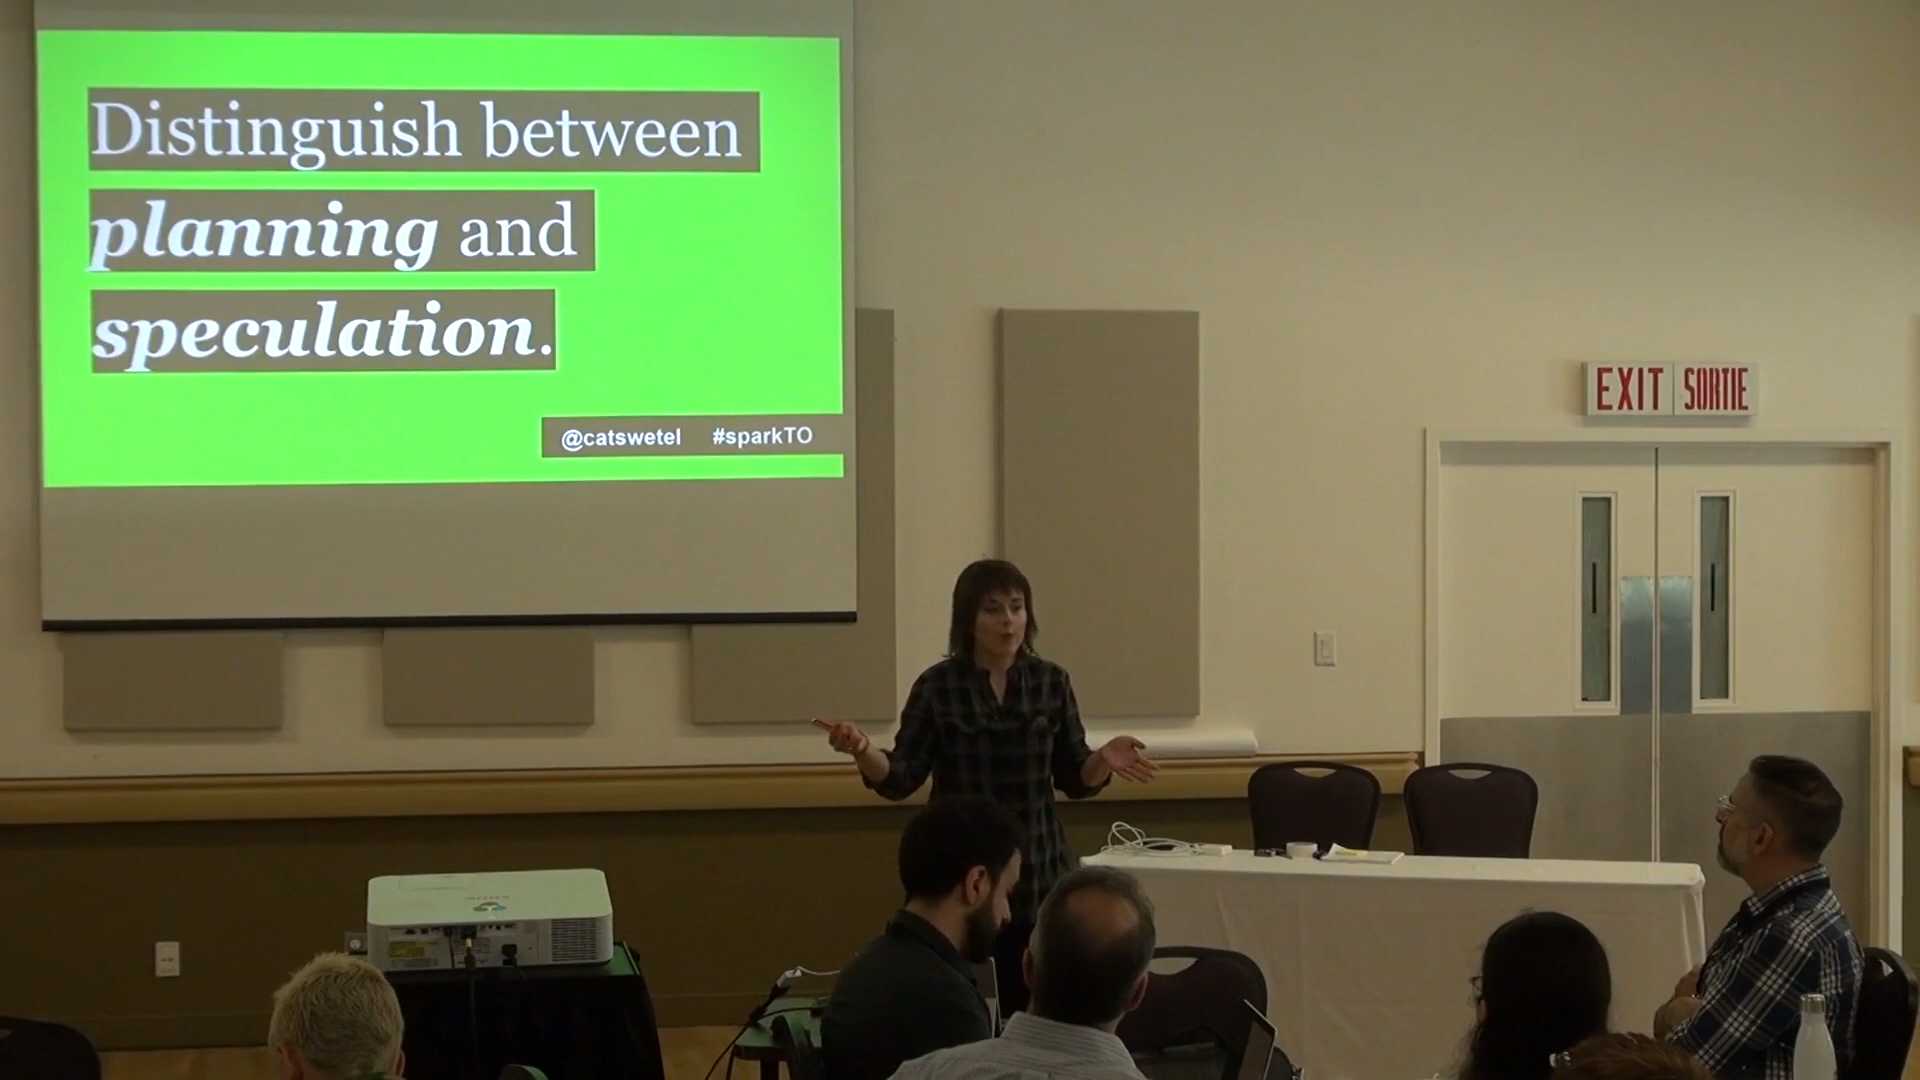 Distinguish between
planning and
speculation.
@catswetel #sparkTO
EXIT SORTIE